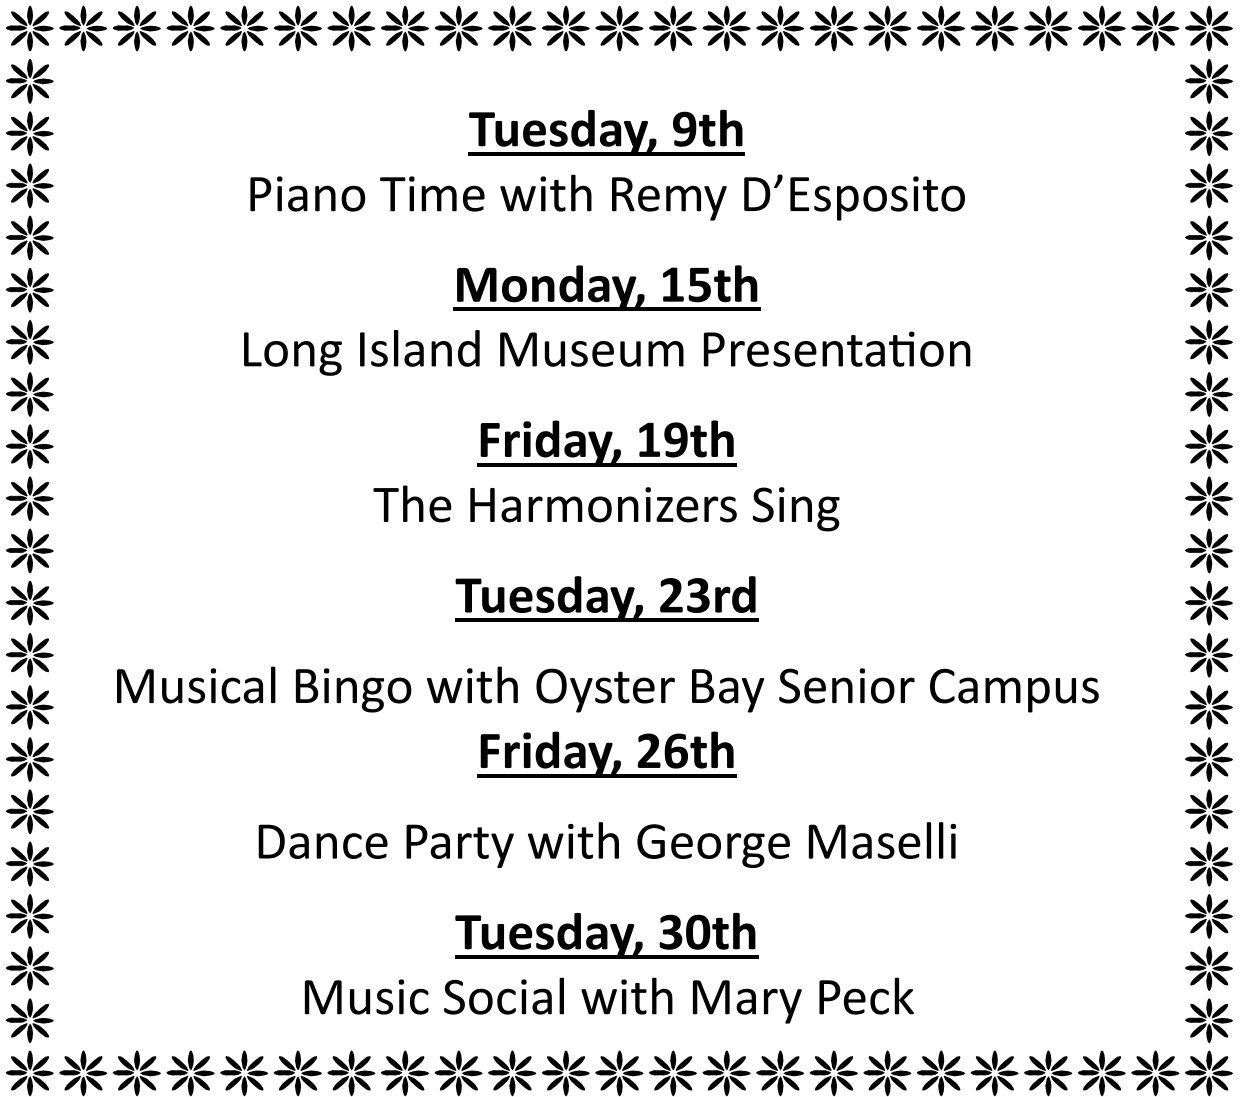 Tuesday, 9th
Piano Time with Remy D’Esposito
Monday, 15th
Long Island Museum Presentation
Friday, 19th
The Harmonizers Sing
Tuesday, 23rd
Musical Bingo with Oyster Bay Senior Campus
Friday, 26th
Dance Party with George Maselli
Tuesday, 30th
Music Social with Mary Peck